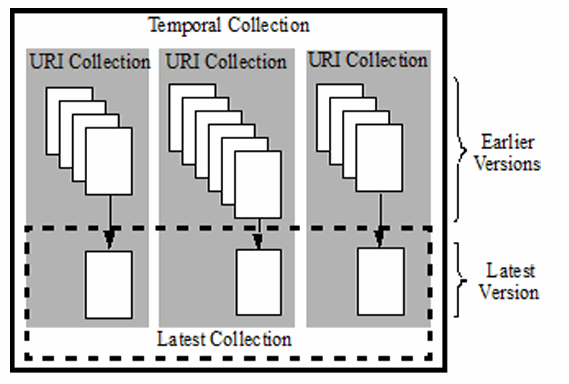 Temporal Collection
URI Collection
URI Collection
URI Collection
Earlier
Versions
Latest
Version
Latest Collection